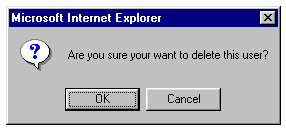 Microsoft Internet Explorer
Are you sure your want to delete this user?
OK
Cancel